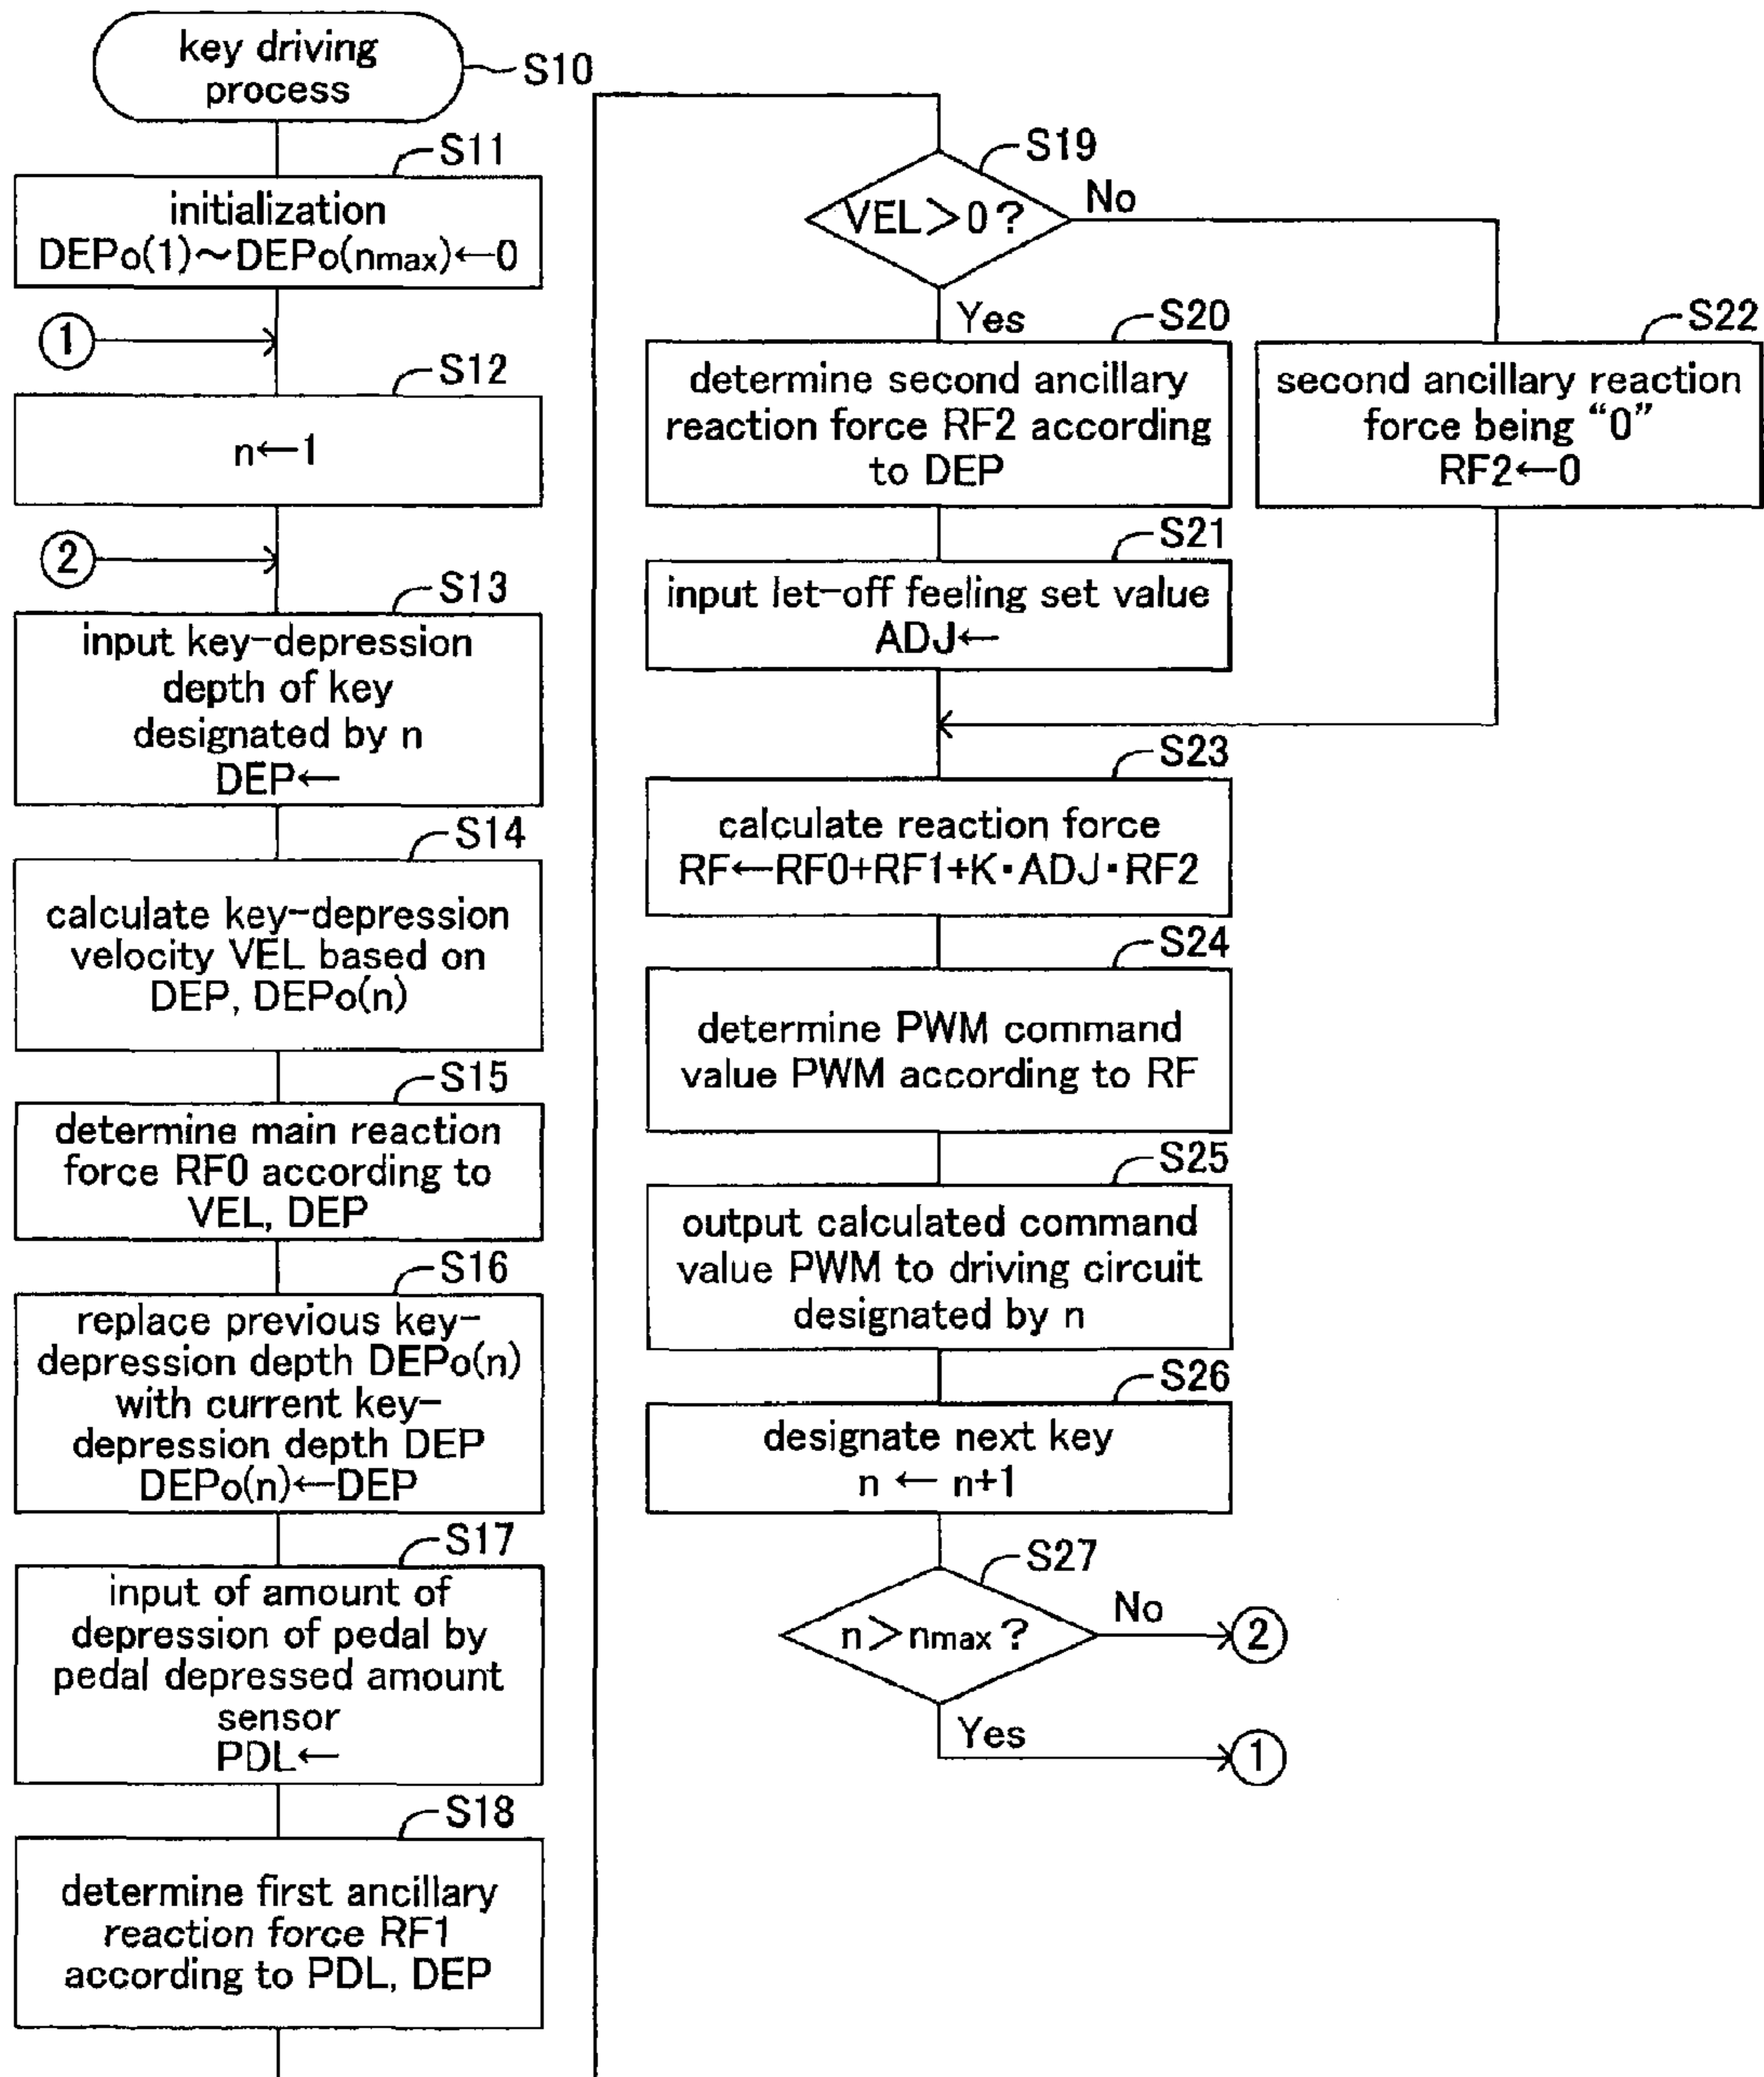 key driving
process
S10
S11
initialization
DEPo(1)~DEPo(nmax)←0
1
S12
n←1
2
S13
input key-depression
depth of key
designated by n
DEP←
S14
calculate key-depression
velocity VEL based on
DEP, DEPo(n)
S15
determine main reaction
force RF0 according to
VEL, DEP
S16
replace previous key-
depression depth DEPo(n)
with current key-
depression depth DEP
DEPo(n)←DEP
S17
input of amount of
depression of pedal by
pedal depressed amount
sensor
PDL←
S18
determine first ancillary
reaction force RF1
according to PDL, DEP
S19
VEL>0?
No
Yes
S20
determine second ancillary
reaction force RF2 according
to DEP
S22
second ancillary reaction
force being “0”
RF2←0
S21
input let-off feeling set value
ADJ←
S23
calculate reaction force
RF←RF0+RF1+K·ADJ·RF2
S24
determine PWM command
value PWM according to RF
S25
output calculated command
value PWM to driving circuit
designated by n
S26
designate next key
n ← n+1
S27
n>nmax?
No
2
Yes
1